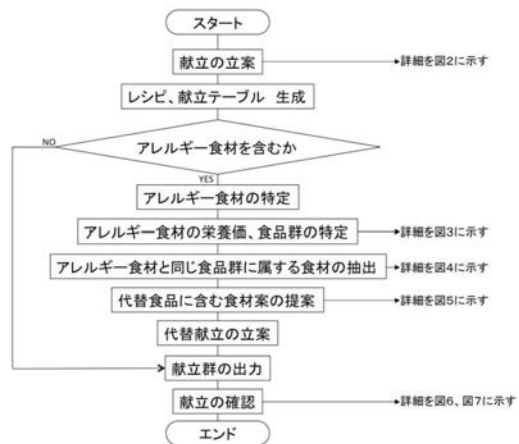 スタート
献立の立案
詳細を図2に示す
レシピ、献立テーブル 生成
NO
アレルギー食材を含むか
YES
アレルギー食材の特定
アレルギー食材の栄養価、食品群の特定
詳細を図3に示す
アレルギー食材と同じ食品群に属する食材の抽出
詳細を図4に示す
代替食品に含む食材案の提案
詳細を図5に示す
代替献立の立案
献立群の出力
献立の確認
詳細を図6、図7に示す
エンド